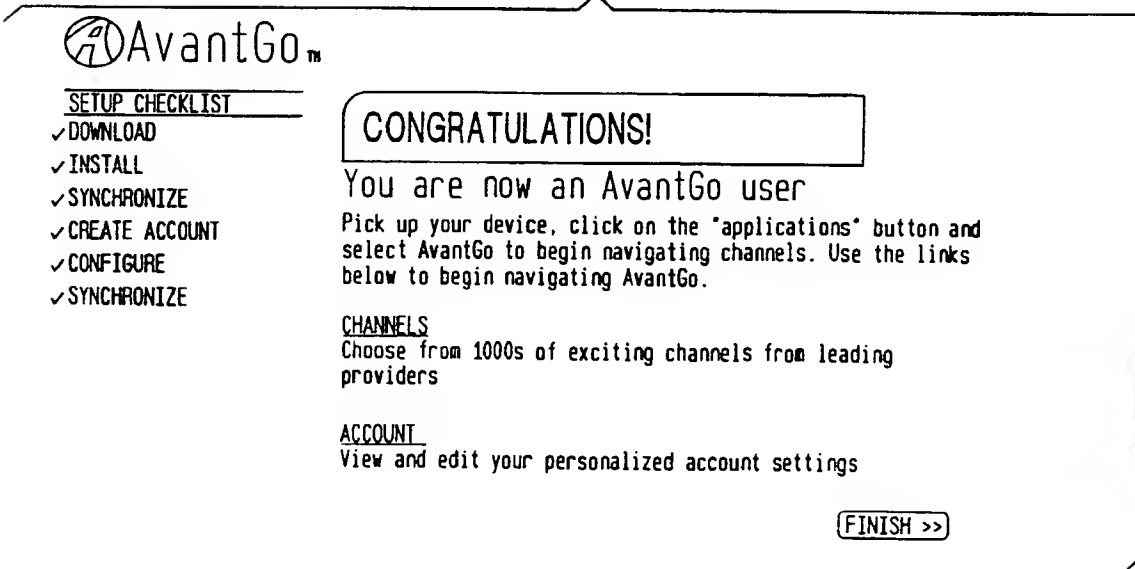 AvantGo™
SETUP CHECKLIST
✓DOWNLOAD
✓INSTALL
✓SYNCHRONIZE
✓CREATE ACCOUNT
✓CONFIGURE
✓SYNCHRONIZE
CONGRATULATIONS!
You are now an AvantGo user
Pick up your device, click on the "applications" button and
select AvantGo to begin navigating channels. Use the links
below to begin navigating AvantGo.
CHANNELS
Choose from 1000s of exciting channels from leading
providers
ACCOUNT
View and edit your personalized account settings
FINISH >>